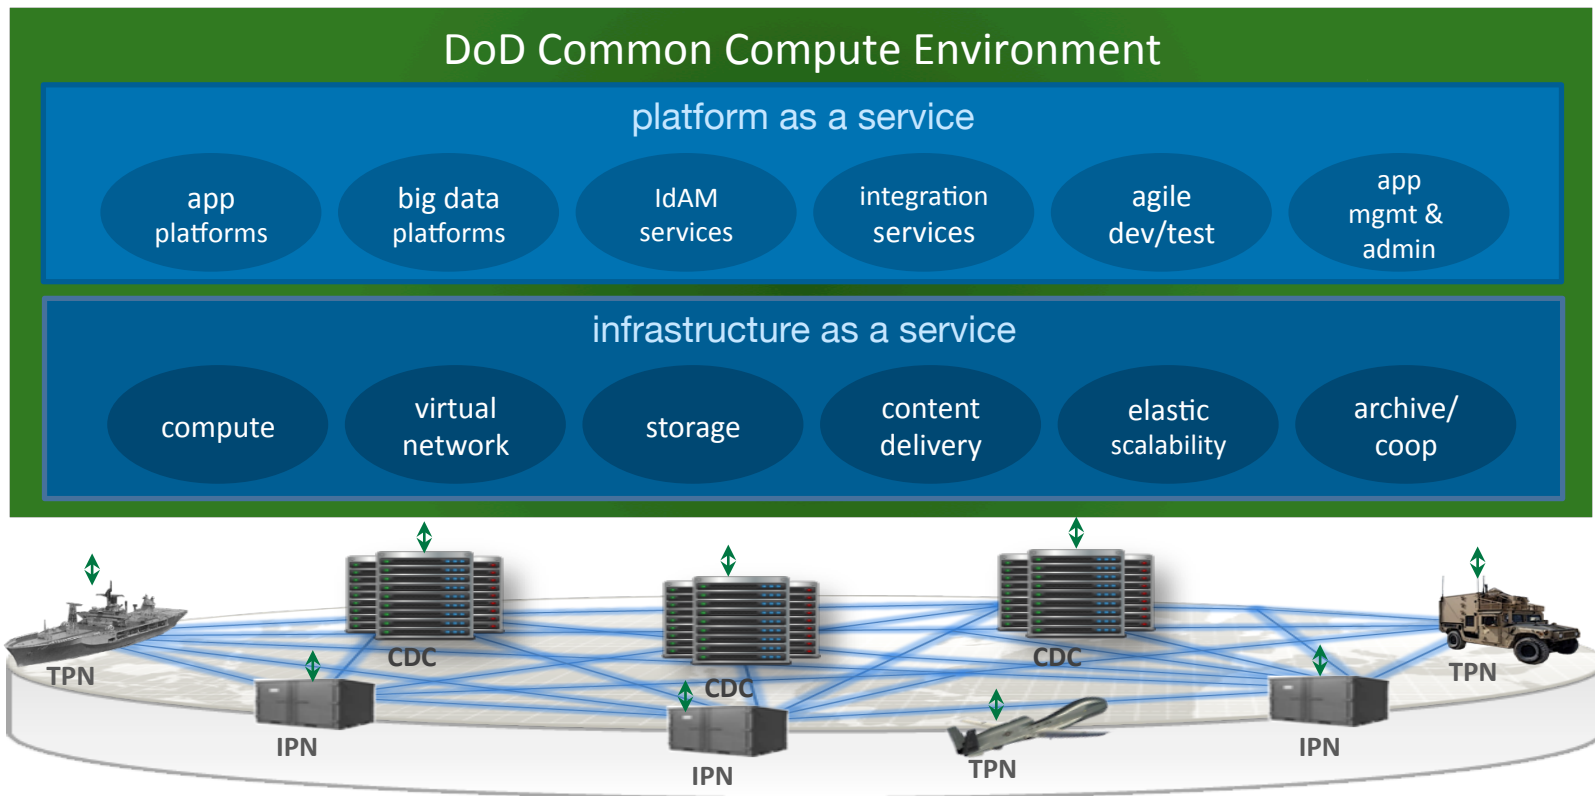 DoD Common Compute Environment
platform as a service
app
platforms
big data
platforms
IdAM
services
integration
services
agile
dev/test
app
mgmt &
admin
infrastructure as a service
compute
virtual
network
storage
content
delivery
elastic
scalability
archive/
coop
TPN
CDC
CDC
CDC
TPN
IPN
IPN
TPN
IPN